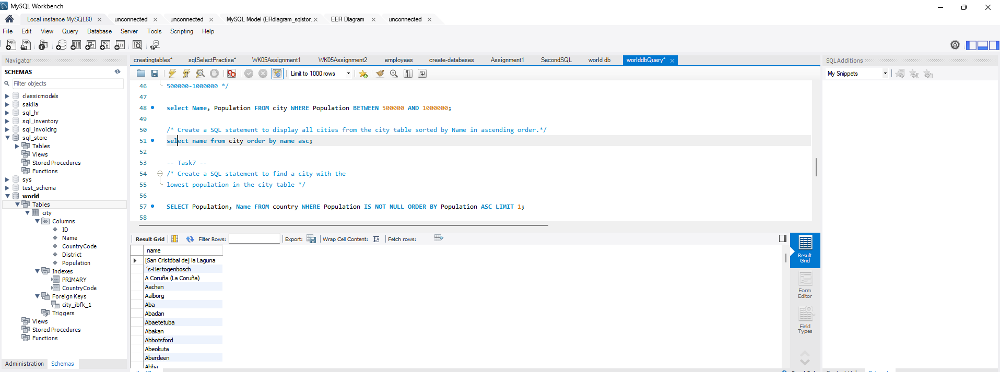 MySQL Workbench
Local instance MySQL80
unconnected
unconnected
MySQL Model (ERdiagram_sqlstor...
EER Diagram
unconnected
File Edit View Query Database Server Tools Scripting Help
Navigator
SCHEMAS
Filter objects
classicmodels
sakila
sql_hr
sql_inventory
sql_invoicing
sql_store
Tables
Views
Stored Procedures
Functions
sys
test_schema
world
Tables
city
Columns
ID
Name
CountryCode
District
Population
Indexes
PRIMARY
CountryCode
Foreign Keys
city_ibfk_1
Triggers
Views
Stored Procedures
Functions
Administration Schemas
creatingtables* sqlSelectPractise* WK05Assignment1 WK05Assignment2 employees create-databases Assignment1 SecondSQL world db worlddbQuery*
Limit to 1000 rows
46 500000-1000000 */
47
48 select Name, Population FROM city WHERE Population BETWEEN 500000 AND 1000000;
49
50 /* Create a SQL statement to display all cities from the city table sorted by Name in ascending order.*/
51 select name from city order by name asc;
52
53 -- Task7 --
54 /* Create a SQL statement to find a city with the
55 lowest population in the city table */
56
57 SELECT Population, Name FROM country WHERE Population IS NOT NULL ORDER BY Population ASC LIMIT 1;
58
Result Grid Filter Rows: Export: Wrap Cell Content: Fetch rows:
name
[San Cristóbal de] la Laguna
´s-Hertogenbosch
A Coruña (La Coruña)
Aachen
Aalborg
Aba
Abadan
Abaetetuba
Abakan
Abbotsford
Abeokuta
Aberdeen
Abha
Result Grid
Form Editor
Field Types
SQLAdditions
My Snippets